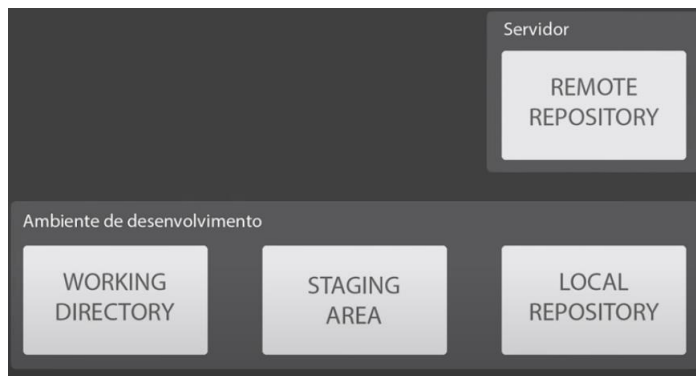 Servidor
REMOTE
REPOSITORY
Ambiente de desenvolvimento
WORKING
DIRECTORY
STAGING
AREA
LOCAL
REPOSITORY